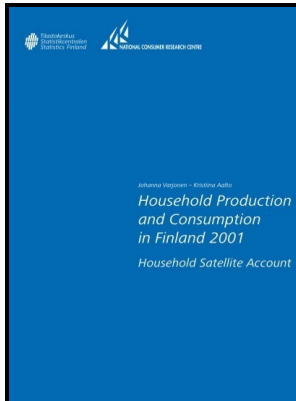 Tilastokeskus
Statistikcentralen
Statistics Finland
NATIONAL CONSUMER RESEARCH CENTRE
Johanna Varjonen – Kristiina Aalto
Household Production
and Consumption
in Finland 2001
Household Satellite Account